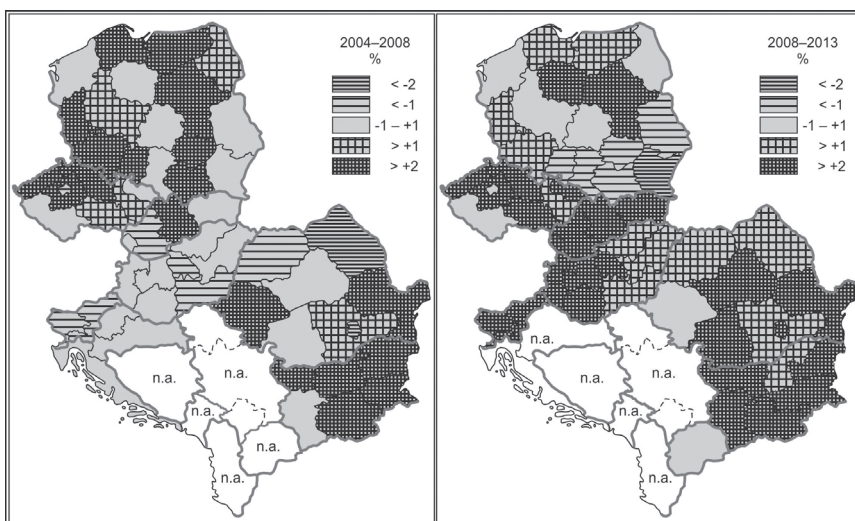 2004–2008
%
< -2
< -1
-1 – +1
> +1
> +2
n.a.
n.a.
n.a.
n.a.
n.a.
2008–2013
%
< -2
< -1
-1 – +1
> +1
> +2
n.a.
n.a.
n.a.
n.a.
n.a.